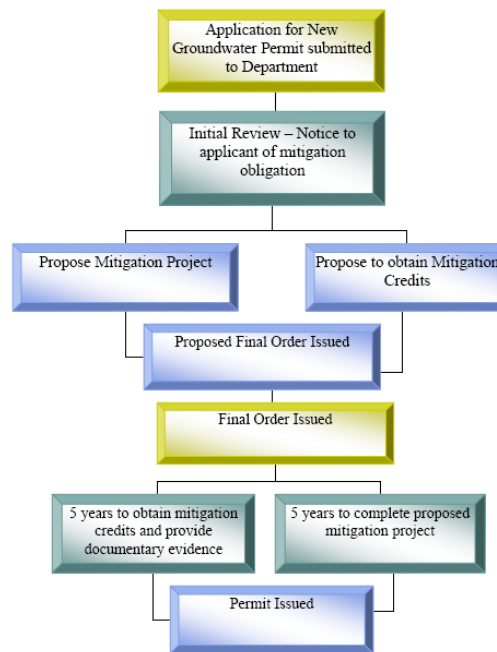 Application for New
Groundwater Permit submitted
to Department
Initial Review – Notice to
applicant of mitigation
obligation
Propose Mitigation Project
Propose to obtain Mitigation
Credits
Proposed Final Order Issued
Final Order Issued
5 years to obtain mitigation
credits and provide
documentary evidence
5 years to complete proposed
mitigation project
Permit Issued